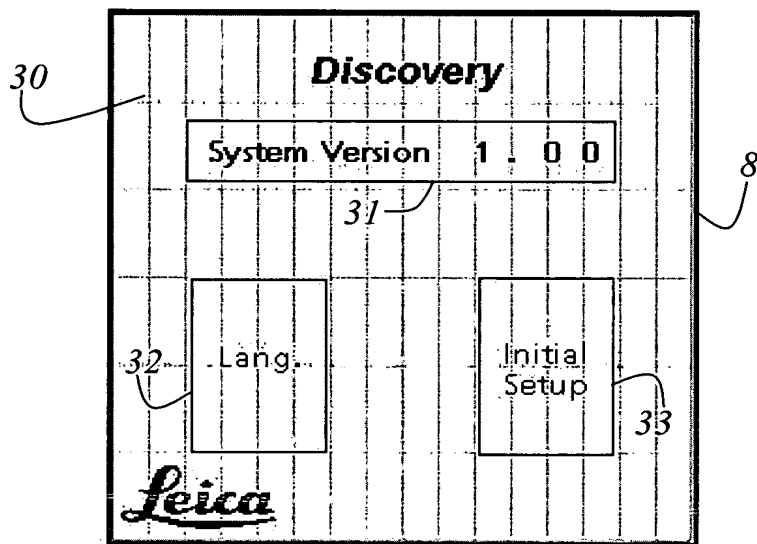 Discovery
30
System Version 1.00
31
8
Lang.
32
Initial
Setup
33
Leica